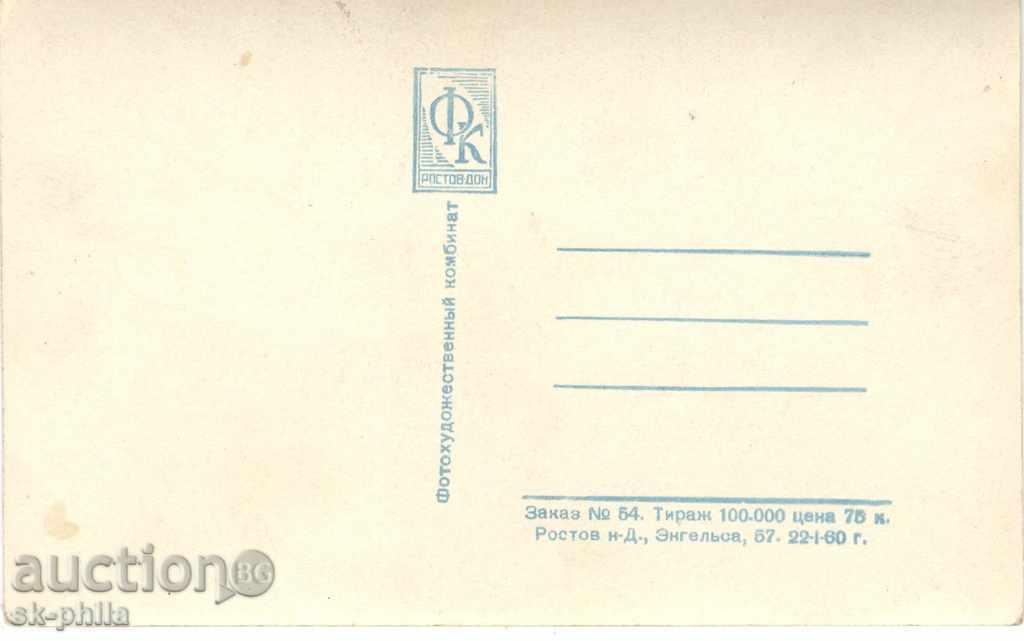 ФК
РОСТОВ-ДОН
Фотохудожественный комбинат
Заказ № 54. Тираж 100.000 цена 75 к.
Ростов н-Д., Энгельса, 57. 22-I-60 г.
auctionBG
sk-philla